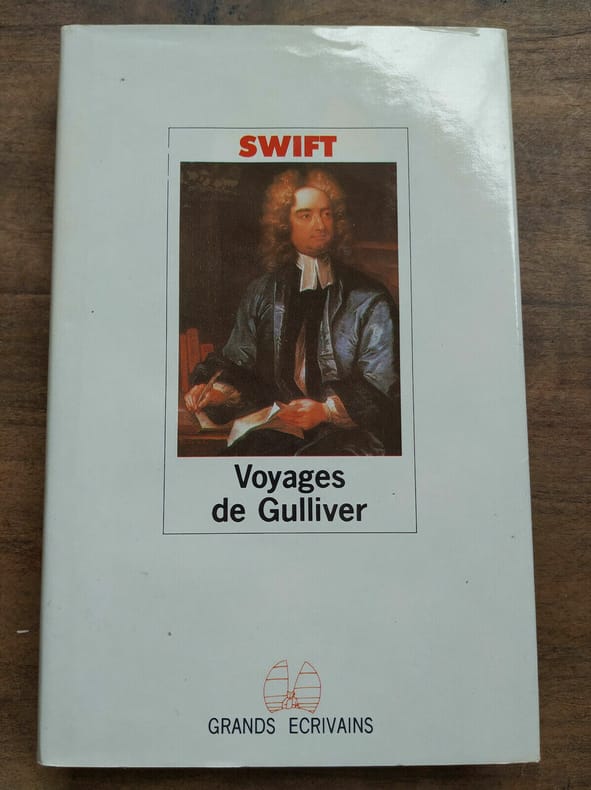 SWIFT
Voyages
de Gulliver
GRANDS ECRIVAINS